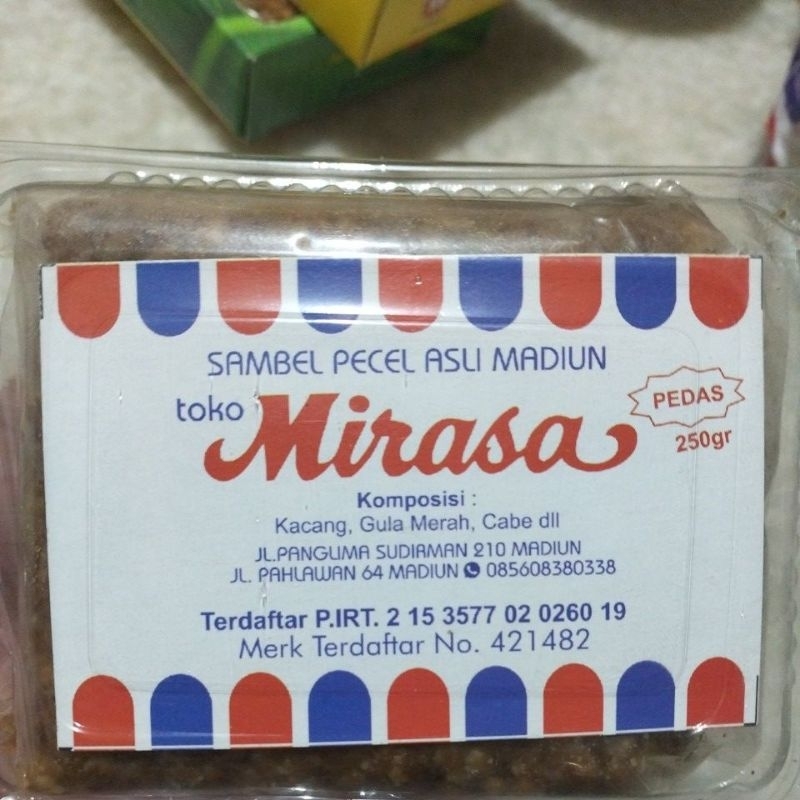 SAMBEL PECEL ASLI MADIUN
toko Mirasa
PEDAS
250gr
Komposisi :
Kacang, Gula Merah, Cabe dll
JL.PANGLIMA SUDIRMAN 210 MADIUN
JL. PAHLAWAN 64 MADIUN 085608380338
Terdaftar P.IRT. 2 15 3577 02 0260 19
Merk Terdaftar No. 421482